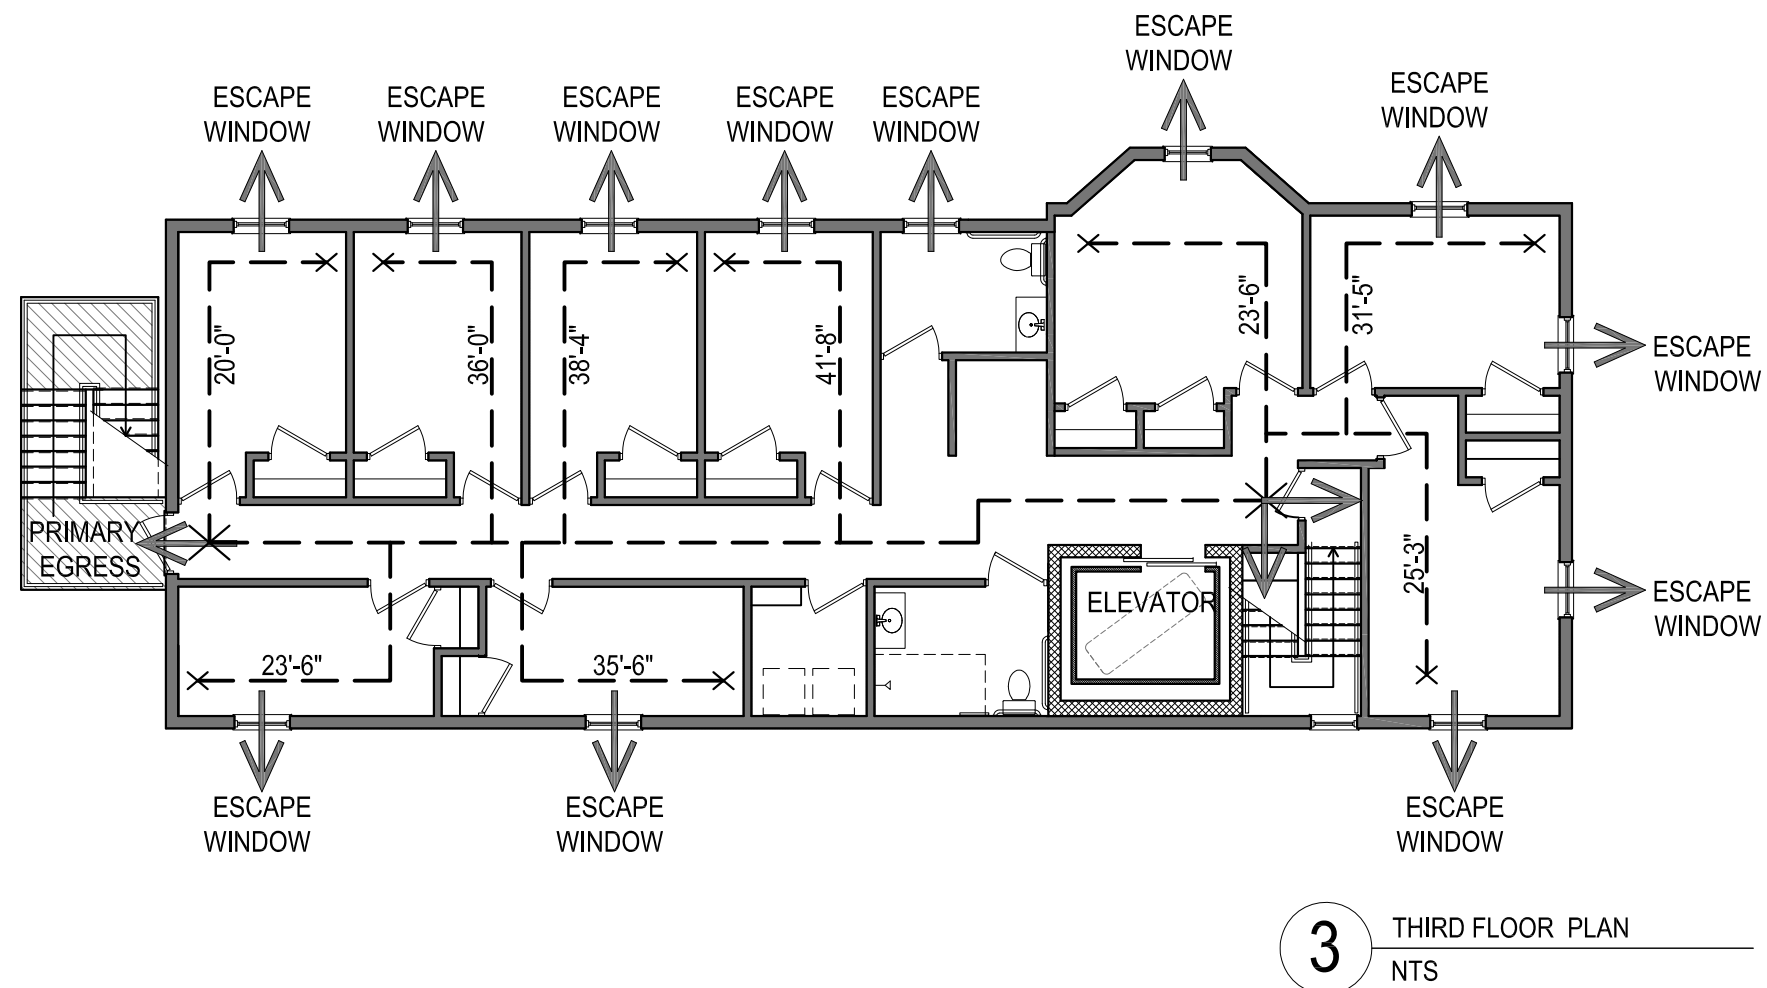 ESCAPE
WINDOW
ESCAPE
WINDOW
ESCAPE
WINDOW
ESCAPE
WINDOW
ESCAPE
WINDOW
ESCAPE
WINDOW
ESCAPE
WINDOW
20'-0"
36'-0"
38'-4"
41'-8"
23'-6"
31'-5"
ESCAPE
WINDOW
PRIMARY
EGRESS
ELEVATOR
25'-3"
ESCAPE
WINDOW
23'-6"
35'-6"
ESCAPE
WINDOW
ESCAPE
WINDOW
ESCAPE
WINDOW
3
THIRD FLOOR PLAN
NTS